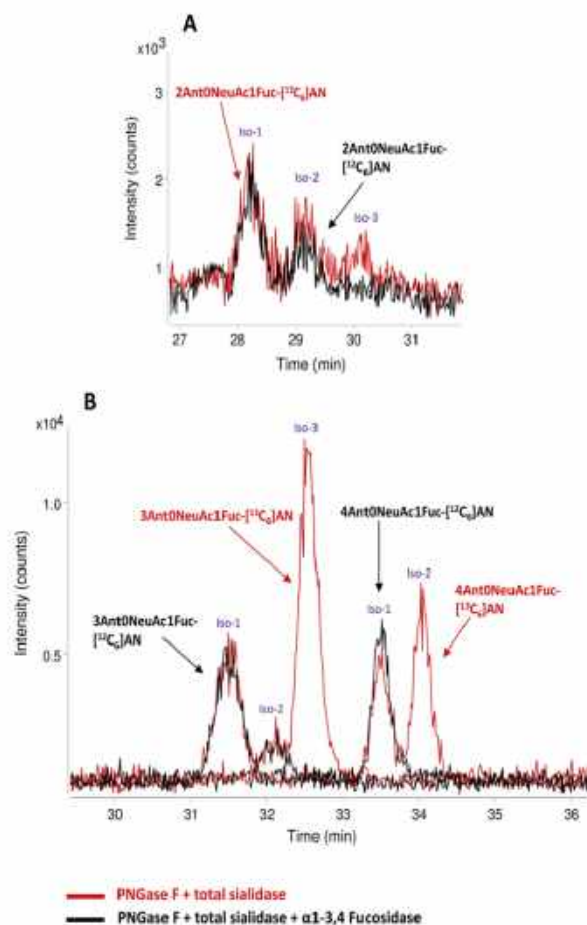 A
x10³
2Ant0NeuAc1Fuc-[¹³C₆]AN
Iso-1
2Ant0NeuAc1Fuc-
[¹²C₆]AN
Iso-2
Iso-3
Intensity (counts)
3
2
1
27 28 29 30 31
Time (min)
B
x10⁴
Iso-3
1.0
3Ant0NeuAc1Fuc-[¹³C₆]AN
4Ant0NeuAc1Fuc-[¹²C₆]AN
Iso-2
4Ant0NeuAc1Fuc-
[¹³C₆]AN
Iso-1
3Ant0NeuAc1Fuc-
[¹²C₆]AN
Iso-1
Iso-2
Intensity (counts)
0.5
30 31 32 33 34 35 36
Time (min)
PNGase F + total sialidase
PNGase F + total sialidase + α1-3,4 Fucosidase